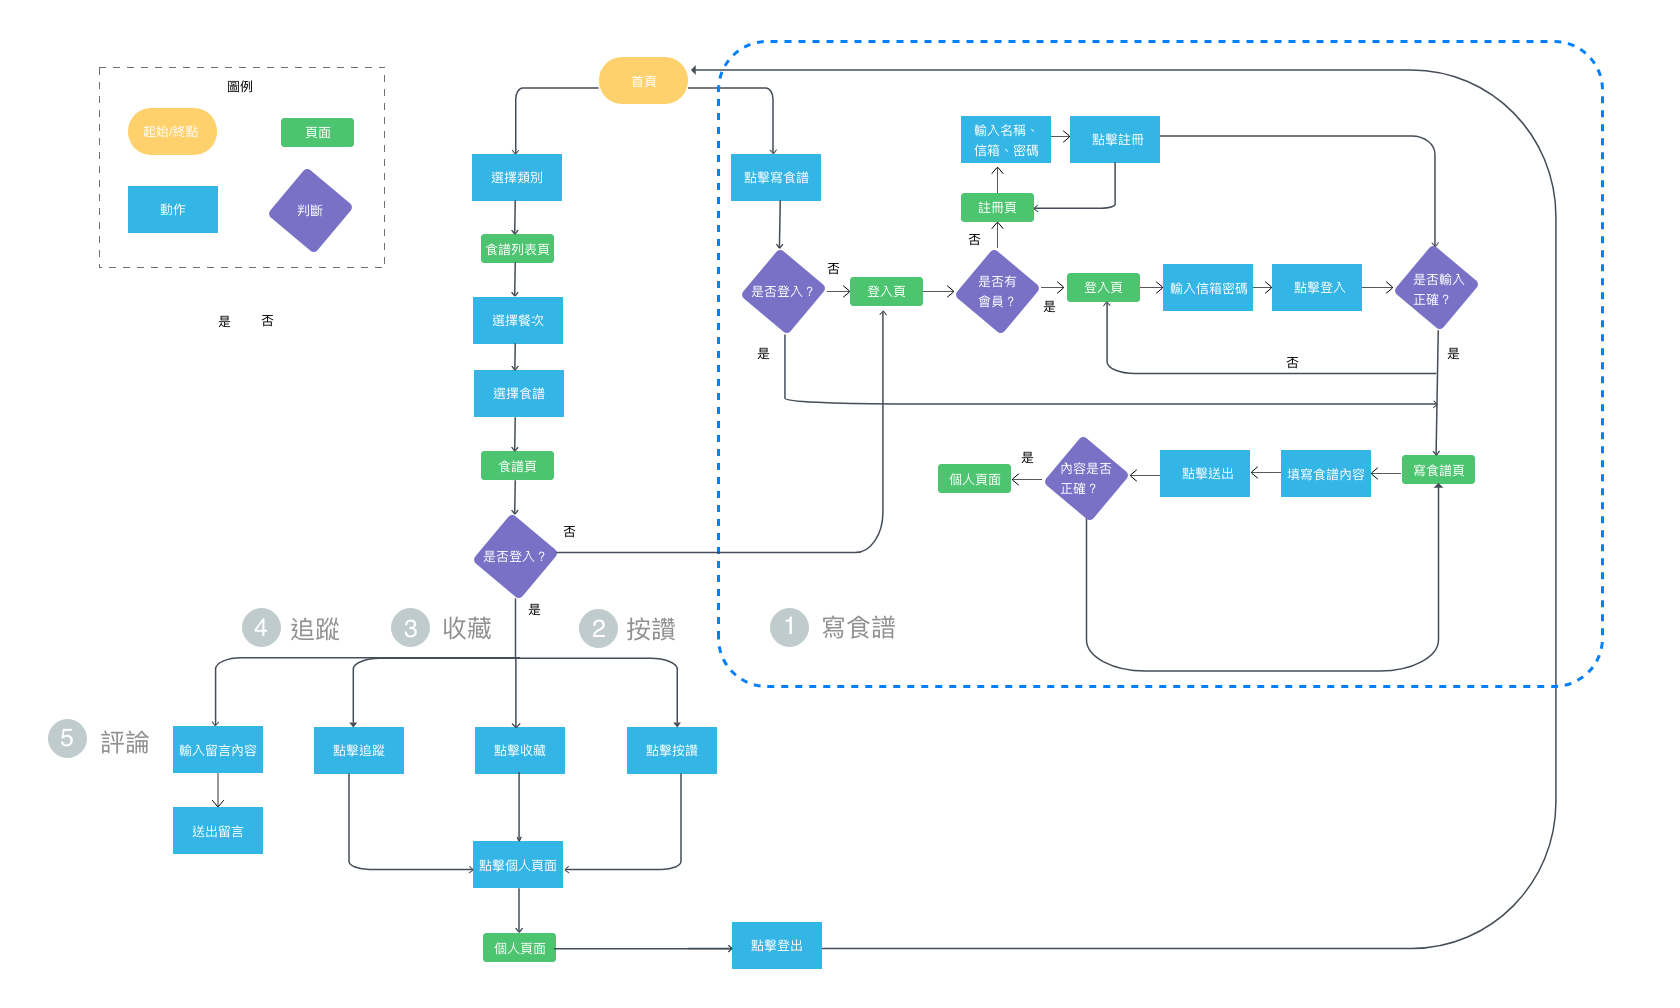 圖例
起始/終點
頁面
動作
判斷
是
否
首頁
選擇類別
食譜列表頁
選擇餐次
選擇食譜
食譜頁
是否登入？
否
是
點擊寫食譜
是否登入？
否
是
登入頁
是否有
會員？
否
是
註冊頁
輸入名稱、
信箱、密碼
點擊註冊
登入頁
輸入信箱密碼
點擊登入
是否輸入
正確？
否
是
寫食譜頁
填寫食譜內容
點擊送出
內容是否
正確？
是
個人頁面
1 寫食譜
2 按讚
3 收藏
4 追蹤
5 評論
輸入留言內容
送出留言
點擊追蹤
點擊收藏
點擊按讚
點擊個人頁面
個人頁面
點擊登出